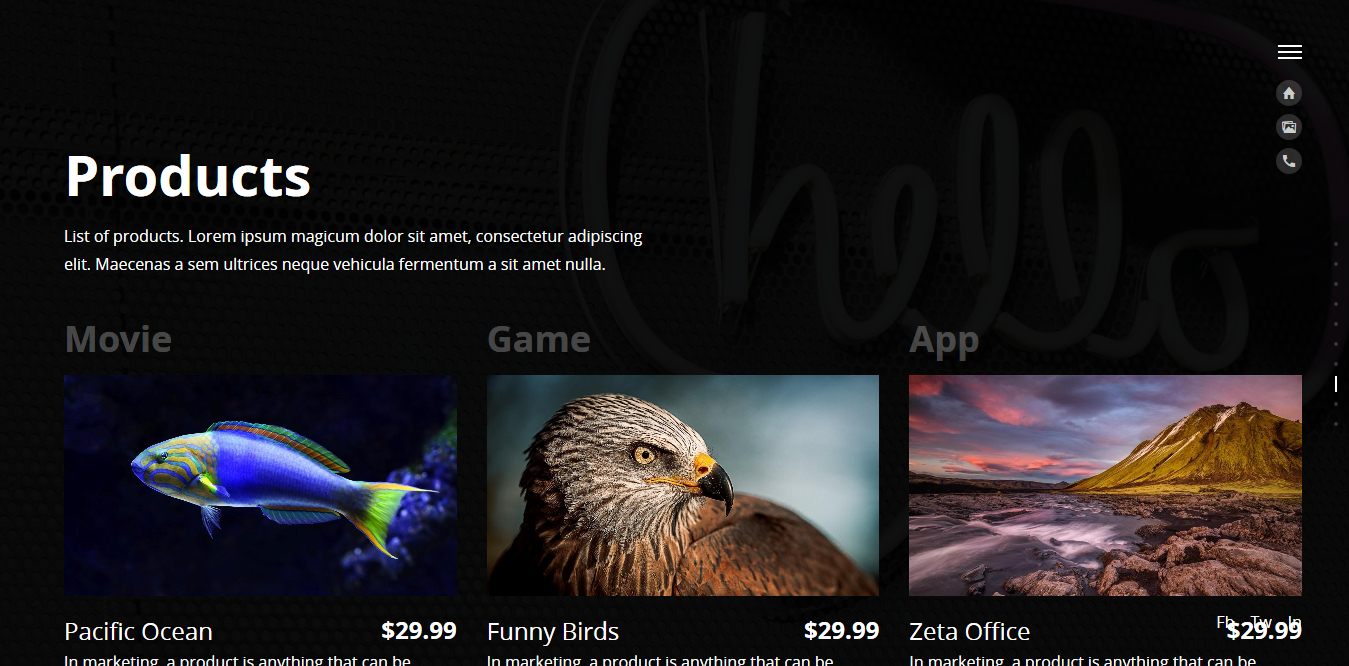 Products
List of products. Lorem ipsum magicum dolor sit amet, consectetur adipiscing
elit. Maecenas a sem ultrices neque vehicula fermentum a sit amet nulla.
hello
Movie
Game
App
Pacific Ocean
$29.99
Funny Birds
$29.99
Zeta Office
$29.99
Fb Tw In
In marketing, a product is anything that can be
In marketing, a product is anything that can be
In marketing, a product is anything that can be